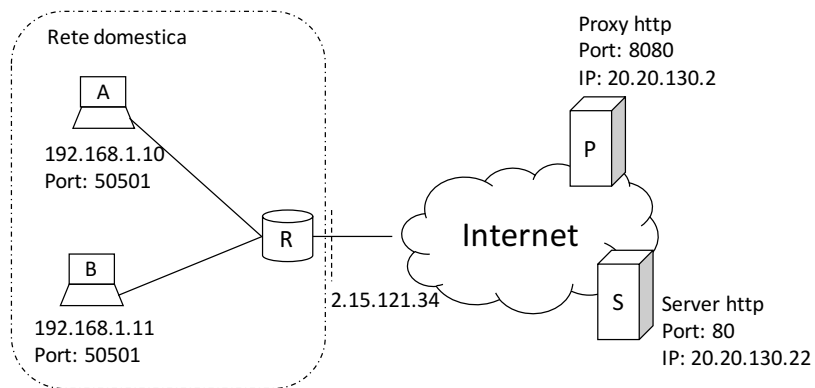 Rete domestica
A
192.168.1.10
Port: 50501
B
192.168.1.11
Port: 50501
R
2.15.121.34
Internet
Proxy http
Port: 8080
IP: 20.20.130.2
P
S
Server http
Port: 80
IP: 20.20.130.22